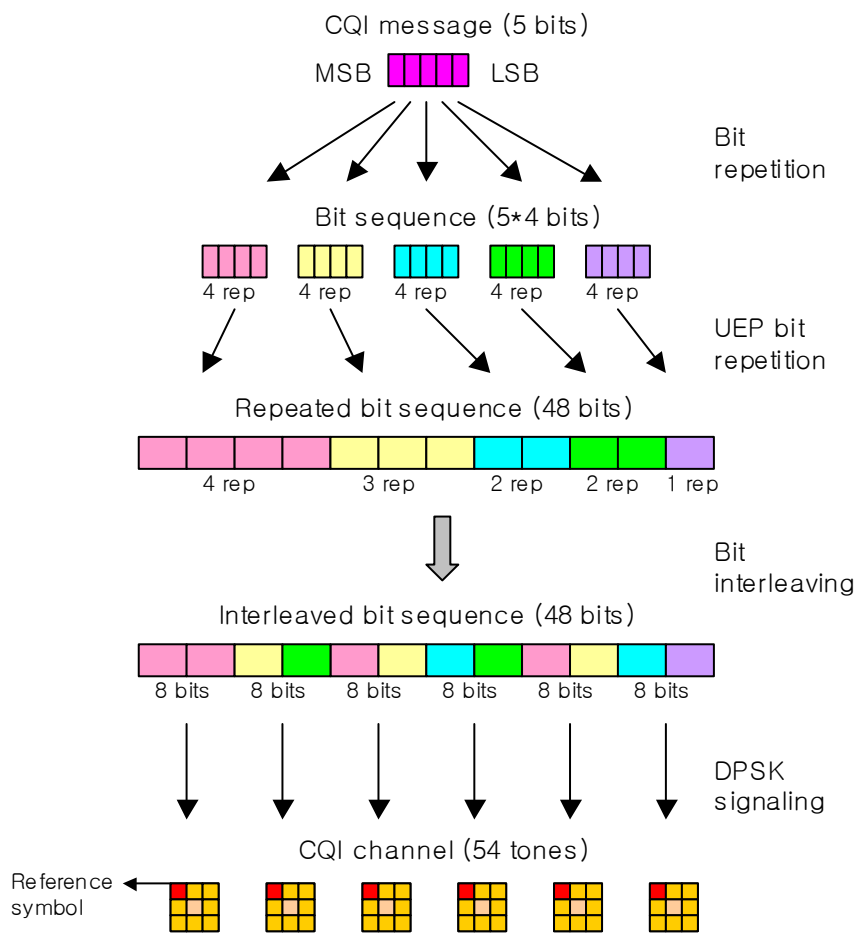 CQI message (5 bits)
MSB LSB
Bit
repetition
Bit sequence (5*4 bits)
4 rep 4 rep 4 rep 4 rep 4 rep
UEP bit
repetition
Repeated bit sequence (48 bits)
4 rep 3 rep 2 rep 2 rep 1 rep
Bit
interleaving
Interleaved bit sequence (48 bits)
8 bits 8 bits 8 bits 8 bits 8 bits 8 bits
DPSK
signaling
CQI channel (54 tones)
Reference
symbol